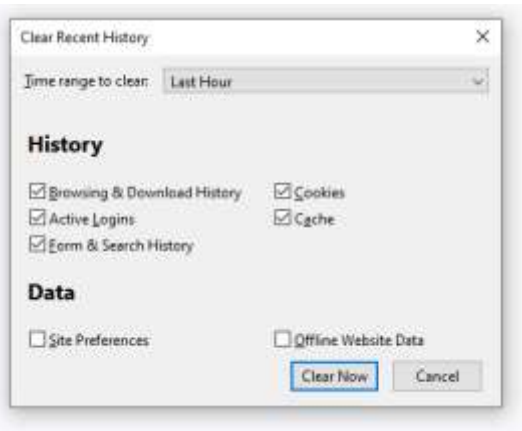 Clear Recent History
Time range to clear: Last Hour
History
Browsing & Download History Cookies
Active Logins Cache
Form & Search History
Data
Site Preferences Offline Website Data
Clear Now Cancel